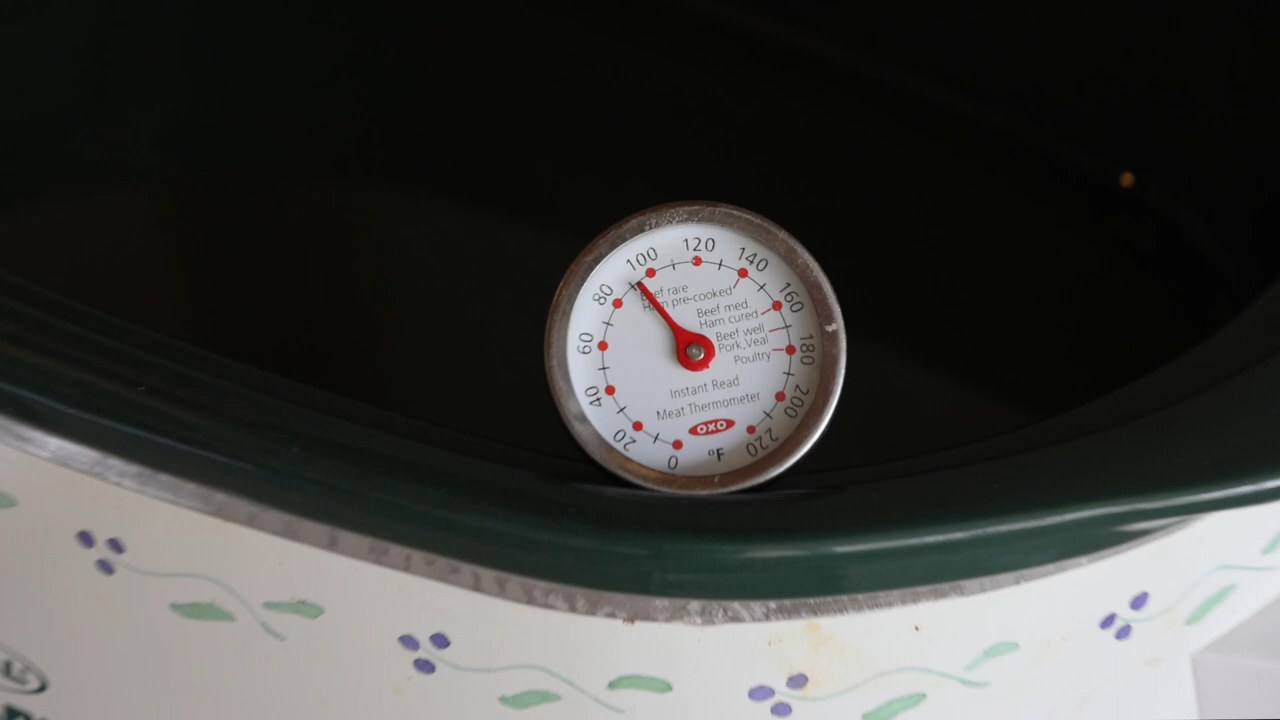 0
20
40
60
80
100
120
140
160
180
200
220
Beef rare
Ham pre-cooked
Beef med.
Ham cured
Beef well
Pork, Veal
Poultry
Instant Read
Meat Thermometer
OXO
°F